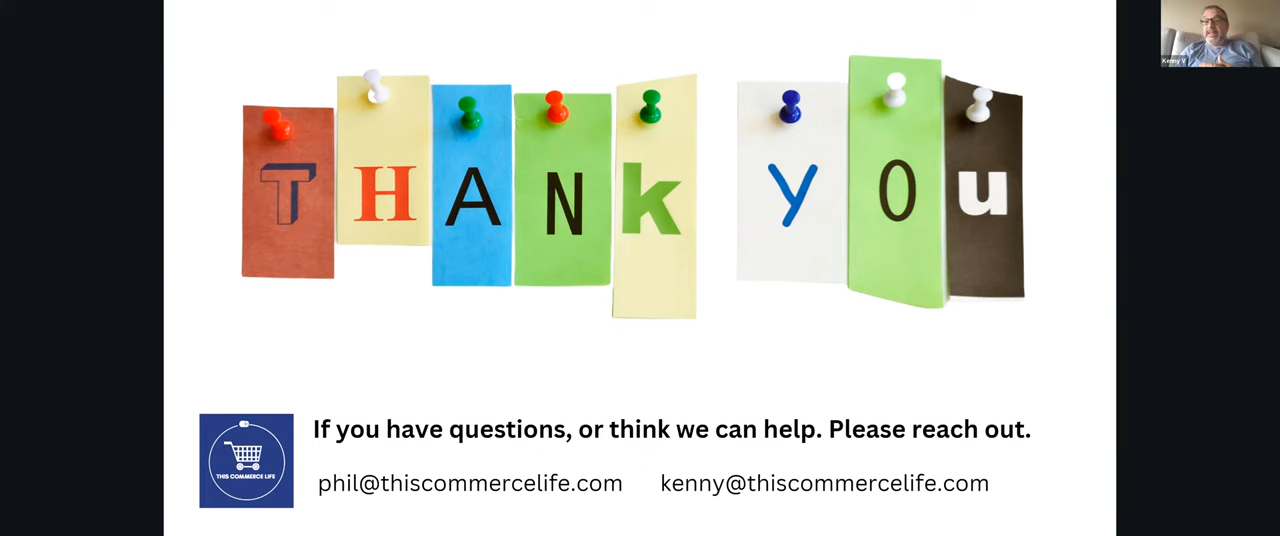 Kenny V
THANk yOu
If you have questions, or think we can help. Please reach out.
THIS COMMERCE LIFE
phil@thiscommercelife.com kenny@thiscommercelife.com